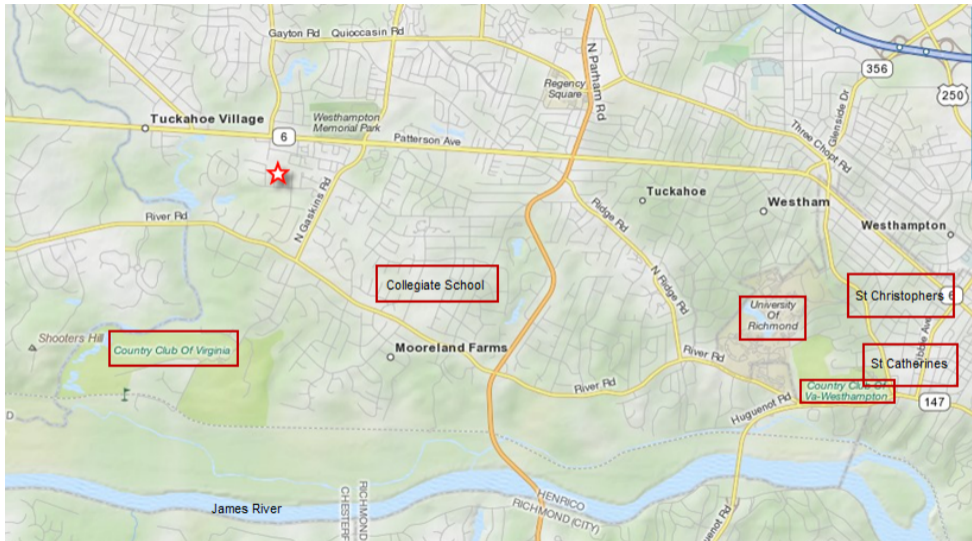 Gayton Rd
Quioccasin Rd
N Parham Rd
356
250
Regency
Square
Glenside Dr
Three Chopt Rd
Tuckahoe Village
6
Westhampton
Memorial Park
Patterson Ave
River Rd
N Gaskins Rd
Ridge Rd
Tuckahoe
Westham
Westhampton
N Ridge Rd
Collegiate School
St Christophers
6
University
Of
Richmond
Shooters Hill
Country Club Of Virginia
Mooreland Farms
River Rd
River Rd
St Catherines
Country Club Of
Va-Westhampton
147
Huguenot Rd
D
James River
RICHMOND
CHESTERF
HENRICO
RICHMOND (CITY)
uenot Rd